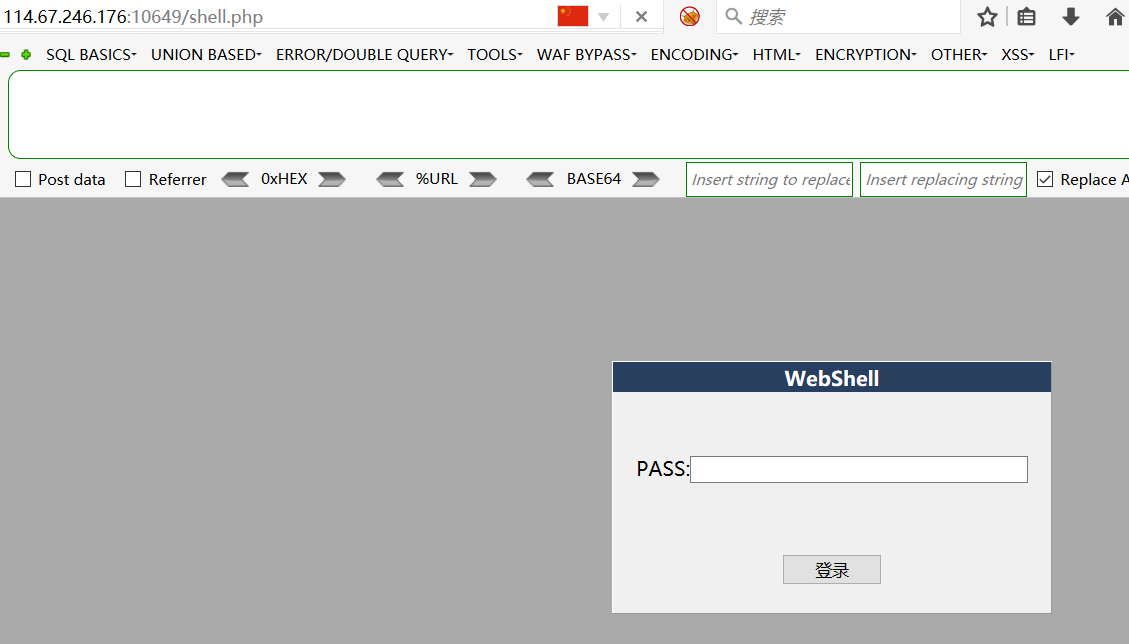 114.67.246.176:10649/shell.php 搜索
SQL BASICS UNION BASED ERROR/DOUBLE QUERY TOOLS WAF BYPASS ENCODING HTML ENCRYPTION OTHER XSS LFI
Post data Referrer 0xHEX %URL BASE64 Insert string to replace Insert replacing string Replace A
WebShell
PASS:
登录